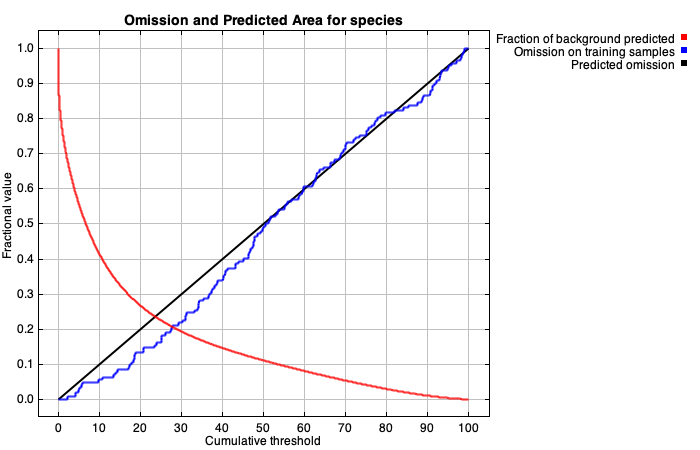 Omission and Predicted Area for species
Fraction of background predicted
Omission on training samples
Predicted omission
Fractional value
1.0
0.9
0.8
0.7
0.6
0.5
0.4
0.3
0.2
0.1
0.0
0 10 20 30 40 50 60 70 80 90 100
Cumulative threshold